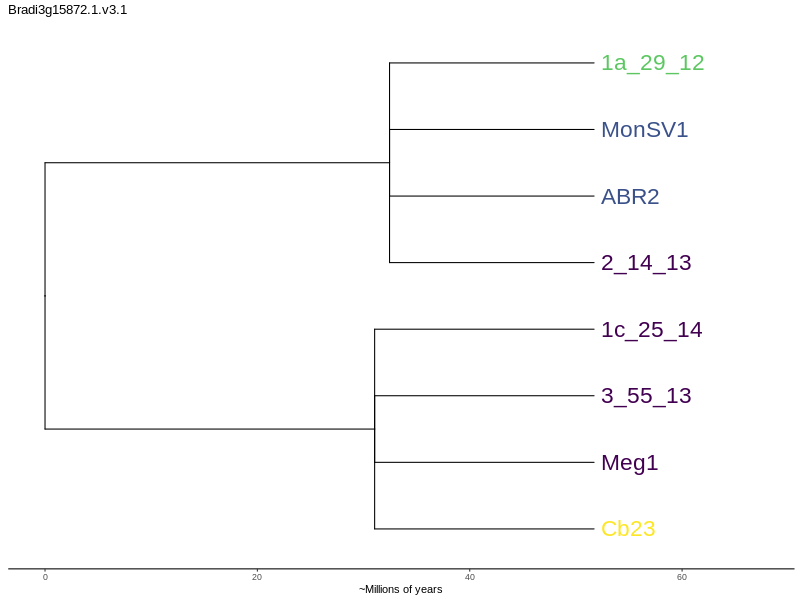 Bradi3g15872.1.v3.1
1a_29_12
MonSV1
ABR2
2_14_13
1c_25_14
3_55_13
Meg1
Cb23
0 20 40 60
~Millions of years